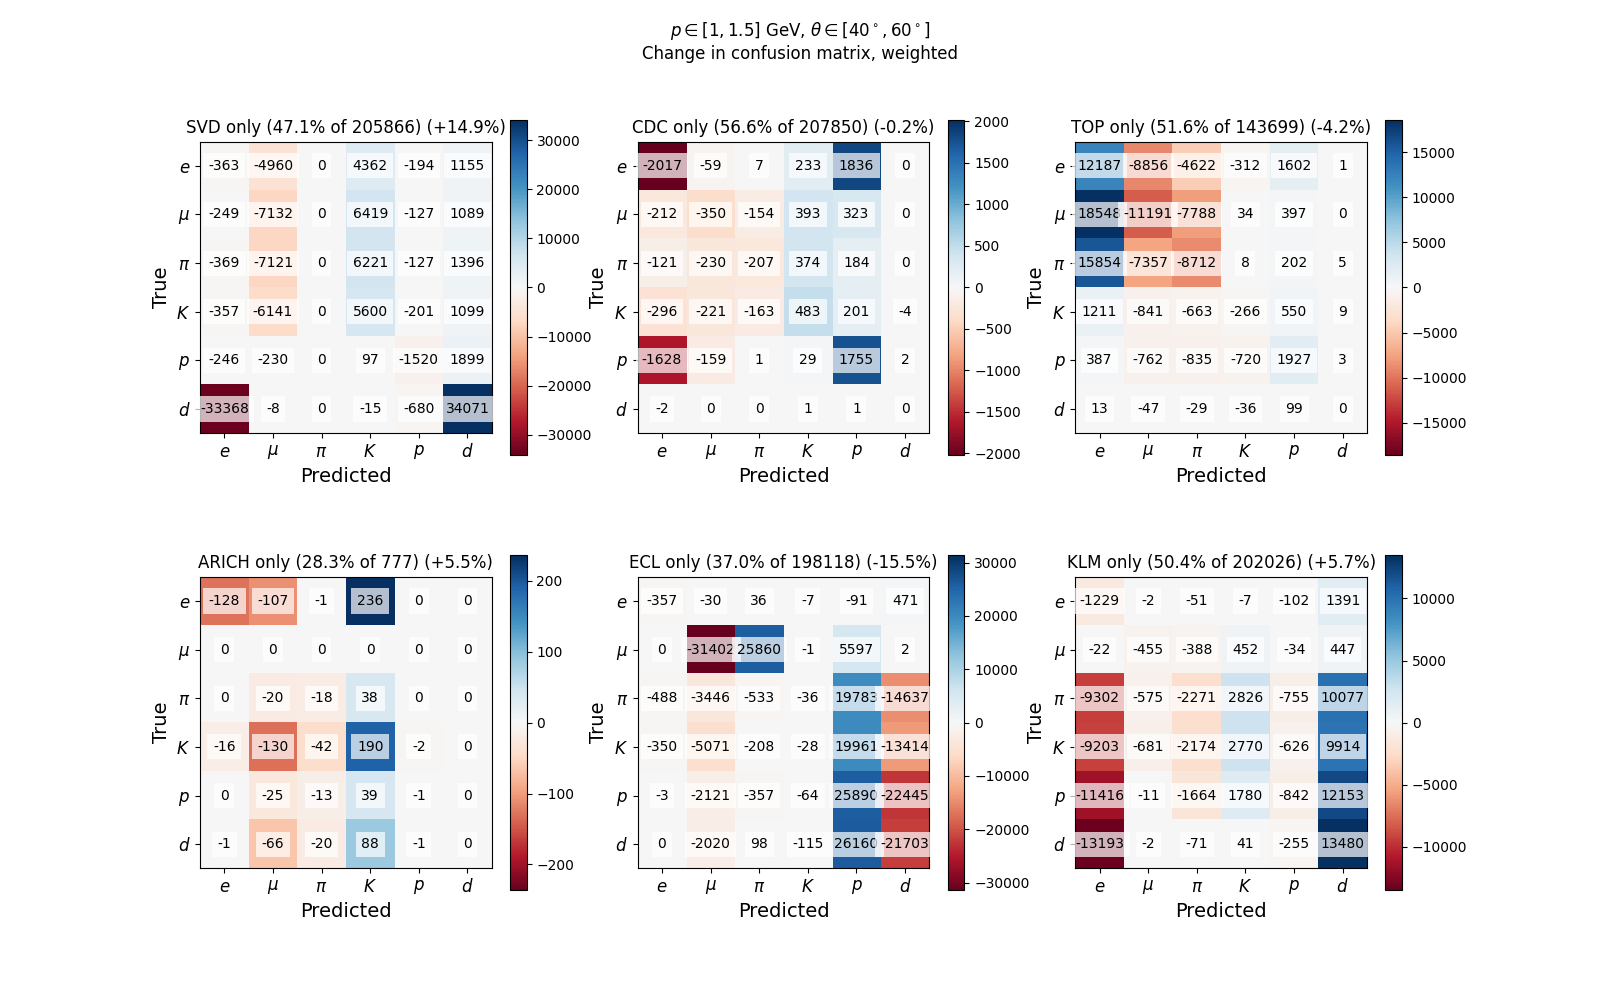 p ∈ [1, 1.5] GeV, θ ∈ [40°, 60°]
Change in confusion matrix, weighted
SVD only (47.1% of 205866) (+14.9%)
e -363 -4960 0 4362 -194 1155
μ -249 -7132 0 6419 -127 1089
π -369 -7121 0 6221 -127 1396
K -357 -6141 0 5600 -201 1099
p -246 -230 0 97 -1520 1899
d -33368 -8 0 -15 -680 34071
e μ π K p d
Predicted
True
30000
20000
10000
0
−10000
−20000
−30000
CDC only (56.6% of 207850) (-0.2%)
e -2017 -59 7 233 1836 0
μ -212 -350 -154 393 323 0
π -121 -230 -207 374 184 0
K -296 -221 -163 483 201 -4
p -1628 -159 1 29 1755 2
d -2 0 0 1 1 0
e μ π K p d
Predicted
True
2000
1500
1000
500
0
−500
−1000
−1500
−2000
TOP only (51.6% of 143699) (-4.2%)
e 12187 -8856 -4622 -312 1602 1
μ 18548 -11191 -7788 34 397 0
π 15854 -7357 -8712 8 202 5
K 1211 -841 -663 -266 550 9
p 387 -762 -835 -720 1927 3
d 13 -47 -29 -36 99 0
e μ π K p d
Predicted
True
15000
10000
5000
0
−5000
−10000
−15000
ARICH only (28.3% of 777) (+5.5%)
e -128 -107 -1 236 0 0
μ 0 0 0 0 0 0
π 0 -20 -18 38 0 0
K -16 -130 -42 190 -2 0
p 0 -25 -13 39 -1 0
d -1 -66 -20 88 -1 0
e μ π K p d
Predicted
True
200
100
0
−100
−200
ECL only (37.0% of 198118) (-15.5%)
e -357 -30 36 -7 -91 471
μ 0 -31402 25860 -1 5597 2
π -488 -3446 -533 -36 19783 -14637
K -350 -5071 -208 -28 19961 -13414
p -3 -2121 -357 -64 25890 -22445
d 0 -2020 98 -115 26160 -21703
e μ π K p d
Predicted
True
30000
20000
10000
0
−10000
−20000
−30000
KLM only (50.4% of 202026) (+5.7%)
e -1229 -2 -51 -7 -102 1391
μ -22 -455 -388 452 -34 447
π -9302 -575 -2271 2826 -755 10077
K -9203 -681 -2174 2770 -626 9914
p -11416 -11 -1664 1780 -842 12153
d -13193 -2 -71 41 -255 13480
e μ π K p d
Predicted
True
10000
5000
0
−5000
−10000